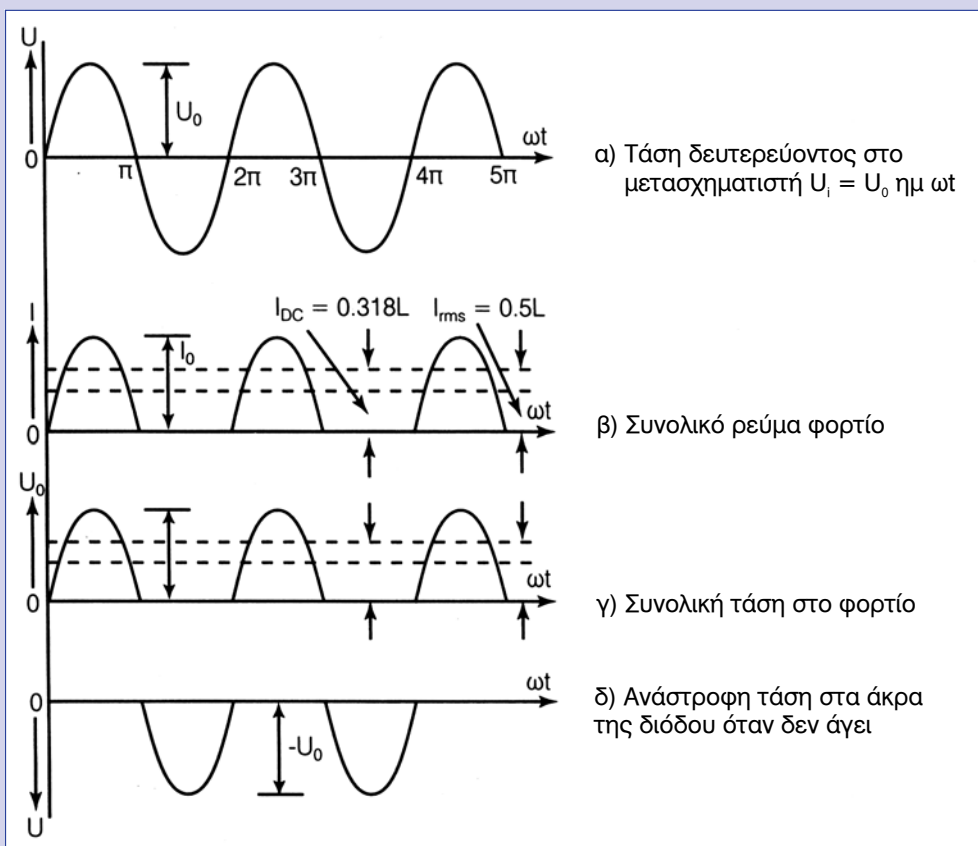 U
U₀
ωt
0
π
2π
3π
4π
5π
α) Τάση δευτερεύοντος στο
μετασχηματιστή Uᵢ = U₀ ημ ωt
I
I_DC = 0.318L
I_rms = 0.5L
I₀
ωt
0
β) Συνολικό ρεύμα φορτίο
U₀
ωt
0
γ) Συνολική τάση στο φορτίο
0
ωt
-U₀
U
δ) Ανάστροφη τάση στα άκρα
της διόδου όταν δεν άγει